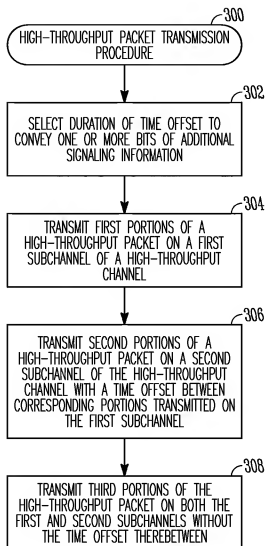 300
HIGH-THROUGHPUT PACKET TRANSMISSION
PROCEDURE
302
SELECT DURATION OF TIME OFFSET TO
CONVEY ONE OR MORE BITS OF ADDITIONAL
SIGNALING INFORMATION
304
TRANSMIT FIRST PORTIONS OF A
HIGH-THROUGHPUT PACKET ON A FIRST
SUBCHANNEL OF A HIGH-THROUGHPUT
CHANNEL
306
TRANSMIT SECOND PORTIONS OF A
HIGH-THROUGHPUT PACKET ON A SECOND
SUBCHANNEL OF THE HIGH-THROUGHPUT
CHANNEL WITH A TIME OFFSET BETWEEN
CORRESPONDING PORTIONS TRANSMITTED ON
THE FIRST SUBCHANNEL
308
TRANSMIT THIRD PORTIONS OF THE
HIGH-THROUGHPUT PACKET ON BOTH THE
FIRST AND SECOND SUBCHANNELS WITHOUT
THE TIME OFFSET THEREBETWEEN